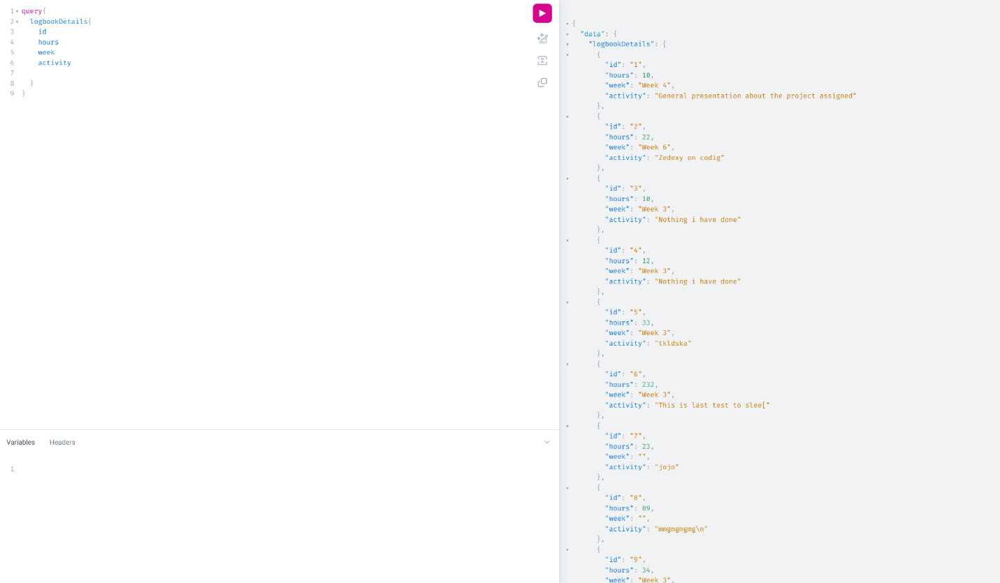 1 query{
2 logbookDetails{
3 id
4 hours
5 week
6 activity
7
8 }
9 }
Variables Headers
1
{
"data": {
"logbookDetails": [
{
"id": "1",
"hours": 10,
"week": "Week 4",
"activity": "General presentation about the project assigned"
},
{
"id": "2",
"hours": 22,
"week": "Week 6",
"activity": "Zedexy on codig"
},
{
"id": "3",
"hours": 10,
"week": "Week 3",
"activity": "Nothing i have done"
},
{
"id": "4",
"hours": 12,
"week": "Week 3",
"activity": "Nothing i have done"
},
{
"id": "5",
"hours": 33,
"week": "Week 3",
"activity": "tkldska"
},
{
"id": "6",
"hours": 232,
"week": "Week 3",
"activity": "This is last test to slee["
},
{
"id": "7",
"hours": 23,
"week": "",
"activity": "jojo"
},
{
"id": "8",
"hours": 89,
"week": "",
"activity": "mmgmgmgmg\n"
},
{
"id": "9",
"hours": 34,
"week": "Week 3",